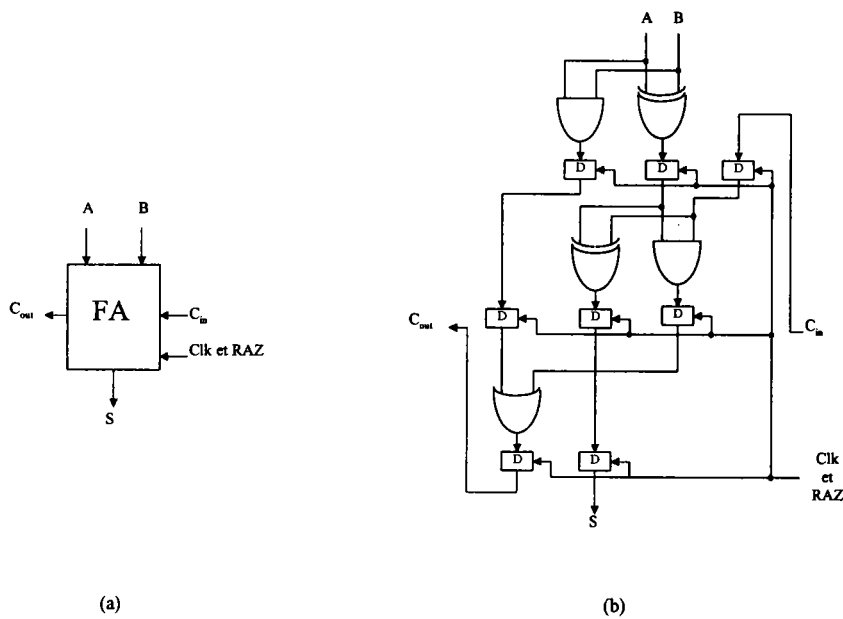 A B
C_out
FA
C_in
Clk et RAZ
S
(a)
A B
D D D
D D D
C_out
C_in
D D
Clk
et
RAZ
S
(b)